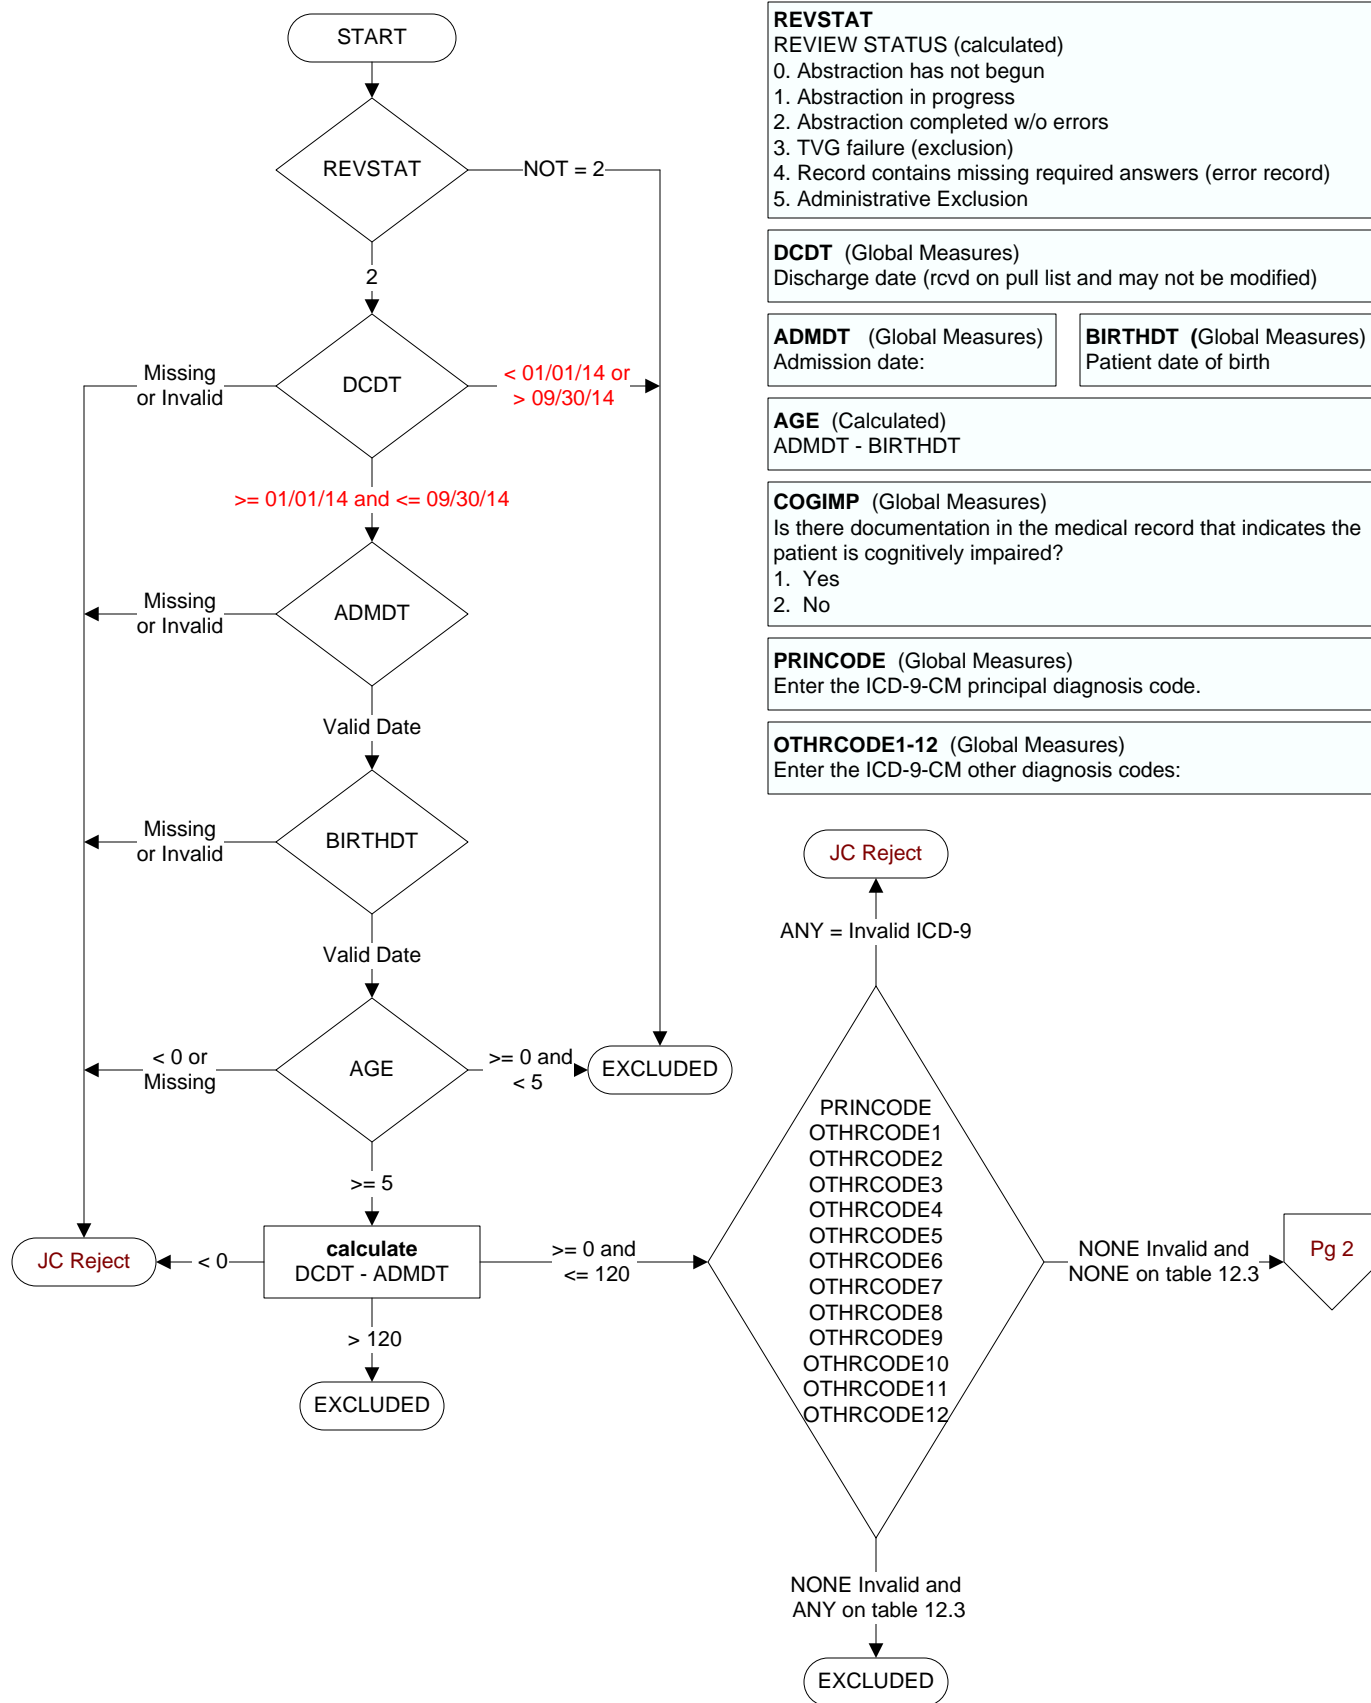 START
REVSTAT
NOT = 2
2
DCDT
Missing
or Invalid
< 01/01/14 or
> 09/30/14
>= 01/01/14 and <= 09/30/14
ADMDT
Missing
or Invalid
Valid Date
BIRTHDT
Missing
or Invalid
Valid Date
AGE
< 0 or
Missing
>= 0 and
< 5
EXCLUDED
>= 5
calculate
DCDT - ADMDT
< 0
JC Reject
>= 0 and
<= 120
> 120
EXCLUDED
REVSTAT
REVIEW STATUS (calculated)
0. Abstraction has not begun
1. Abstraction in progress
2. Abstraction completed w/o errors
3. TVG failure (exclusion)
4. Record contains missing required answers (error record)
5. Administrative Exclusion
DCDT (Global Measures)
Discharge date (rcvd on pull list and may not be modified)
ADMDT (Global Measures)
Admission date:
BIRTHDT (Global Measures)
Patient date of birth
AGE (Calculated)
ADMDT - BIRTHDT
COGIMP (Global Measures)
Is there documentation in the medical record that indicates the
patient is cognitively impaired?
1. Yes
2. No
PRINCODE (Global Measures)
Enter the ICD-9-CM principal diagnosis code.
OTHRCODE1-12 (Global Measures)
Enter the ICD-9-CM other diagnosis codes:
JC Reject
ANY = Invalid ICD-9
PRINCODE
OTHRCODE1
OTHRCODE2
OTHRCODE3
OTHRCODE4
OTHRCODE5
OTHRCODE6
OTHRCODE7
OTHRCODE8
OTHRCODE9
OTHRCODE10
OTHRCODE11
OTHRCODE12
NONE Invalid and
NONE on table 12.3
Pg 2
NONE Invalid and
ANY on table 12.3
EXCLUDED